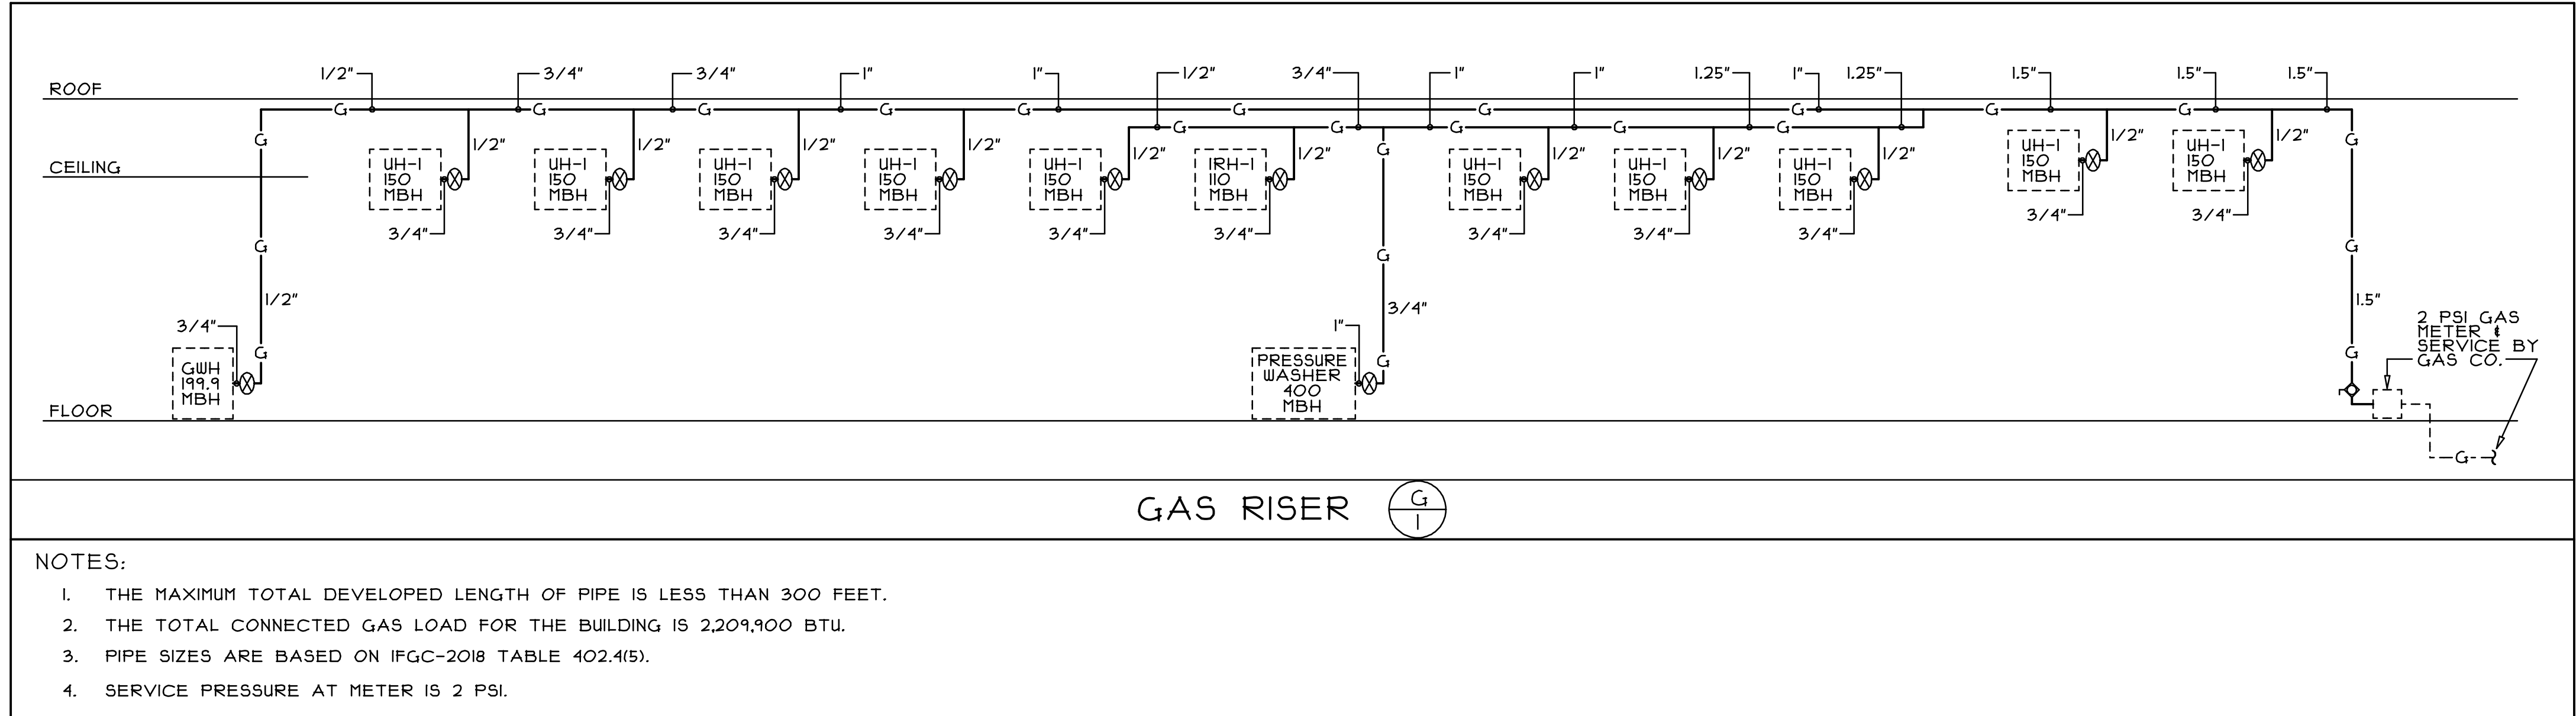 1/2" 3/4" 3/4" 1" 1" 1/2" 3/4" 1" 1" 1.25" 1" 1.25" 1.5" 1.5" 1.5"
ROOF
G G G G G G G G G G
G G G G G
G G G
1/2" 1/2" 1/2" 1/2" 1/2" 1/2" 1/2" 1/2" 1/2" 1/2" 1/2"
CEILING
UH-1
150
MBH
UH-1
150
MBH
UH-1
150
MBH
UH-1
150
MBH
UH-1
150
MBH
IRH-1
110
MBH
UH-1
150
MBH
UH-1
150
MBH
UH-1
150
MBH
UH-1
150
MBH
UH-1
150
MBH
3/4" 3/4" 3/4" 3/4" 3/4" 3/4" 3/4" 3/4" 3/4" 3/4" 3/4"
G G G
1/2" 3/4" 1.5"
3/4" 1"
G G G
GWH
199.9
MBH
PRESSURE
WASHER
400
MBH
2 PSI GAS
METER &
SERVICE BY
GAS CO.
FLOOR
G
GAS RISER
G
1
NOTES:
1. THE MAXIMUM TOTAL DEVELOPED LENGTH OF PIPE IS LESS THAN 300 FEET.
2. THE TOTAL CONNECTED GAS LOAD FOR THE BUILDING IS 2,209,900 BTU.
3. PIPE SIZES ARE BASED ON IFGC-2018 TABLE 402.4(5).
4. SERVICE PRESSURE AT METER IS 2 PSI.